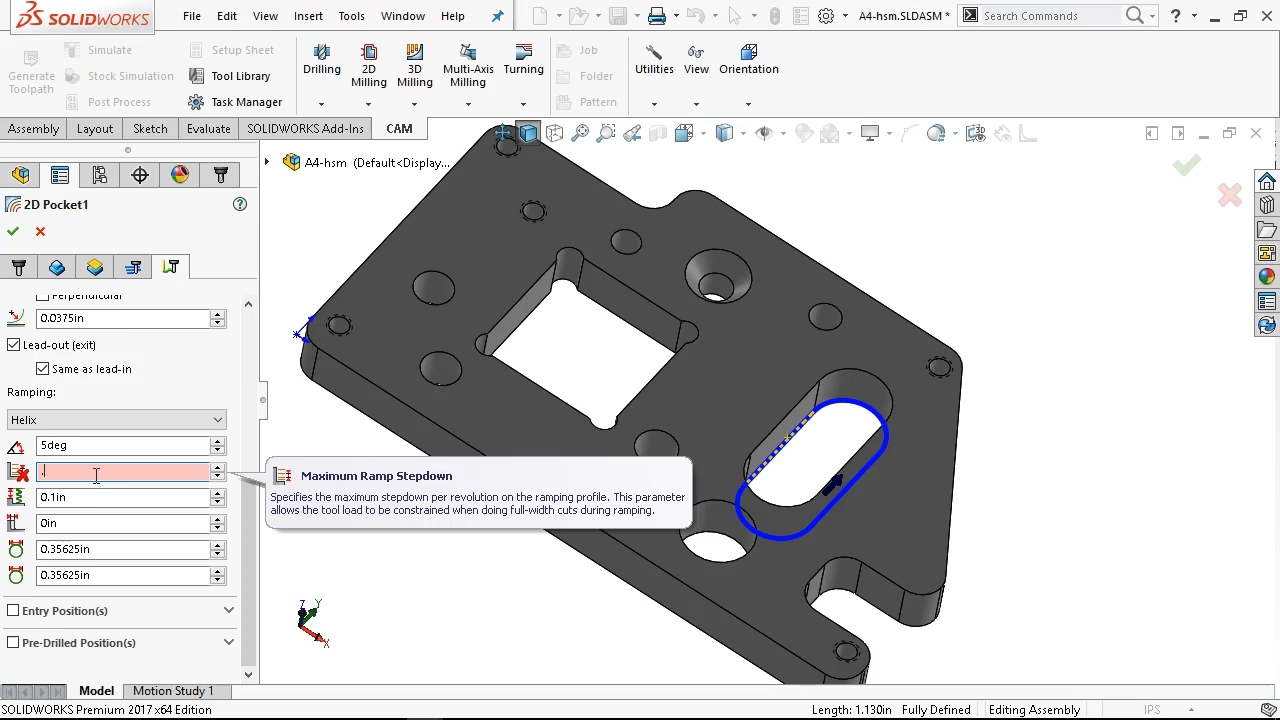 SOLIDWORKS
File Edit View Insert Tools Window Help
A4-hsm.SLDASM *
Search Commands
Generate Toolpath
Simulate
Stock Simulation
Post Process
Setup Sheet
Tool Library
Task Manager
Drilling
2D Milling
3D Milling
Multi-Axis Milling
Turning
Job
Folder
Pattern
Utilities
View
Orientation
Assembly Layout Sketch Evaluate SOLIDWORKS Add-Ins CAM
A4-hsm (Default<Display...
2D Pocket1
Perpendicular
0.0375in
Lead-out (exit)
Same as lead-in
Ramping:
Helix
5deg
.
0.1in
0in
0.35625in
0.35625in
Entry Position(s)
Pre-Drilled Position(s)
Maximum Ramp Stepdown
Specifies the maximum stepdown per revolution on the ramping profile. This parameter
allows the tool load to be constrained when doing full-width cuts during ramping.
Z
Y
X
Model Motion Study 1
SOLIDWORKS Premium 2017 x64 Edition
Length: 1.130in Fully Defined Editing Assembly IPS